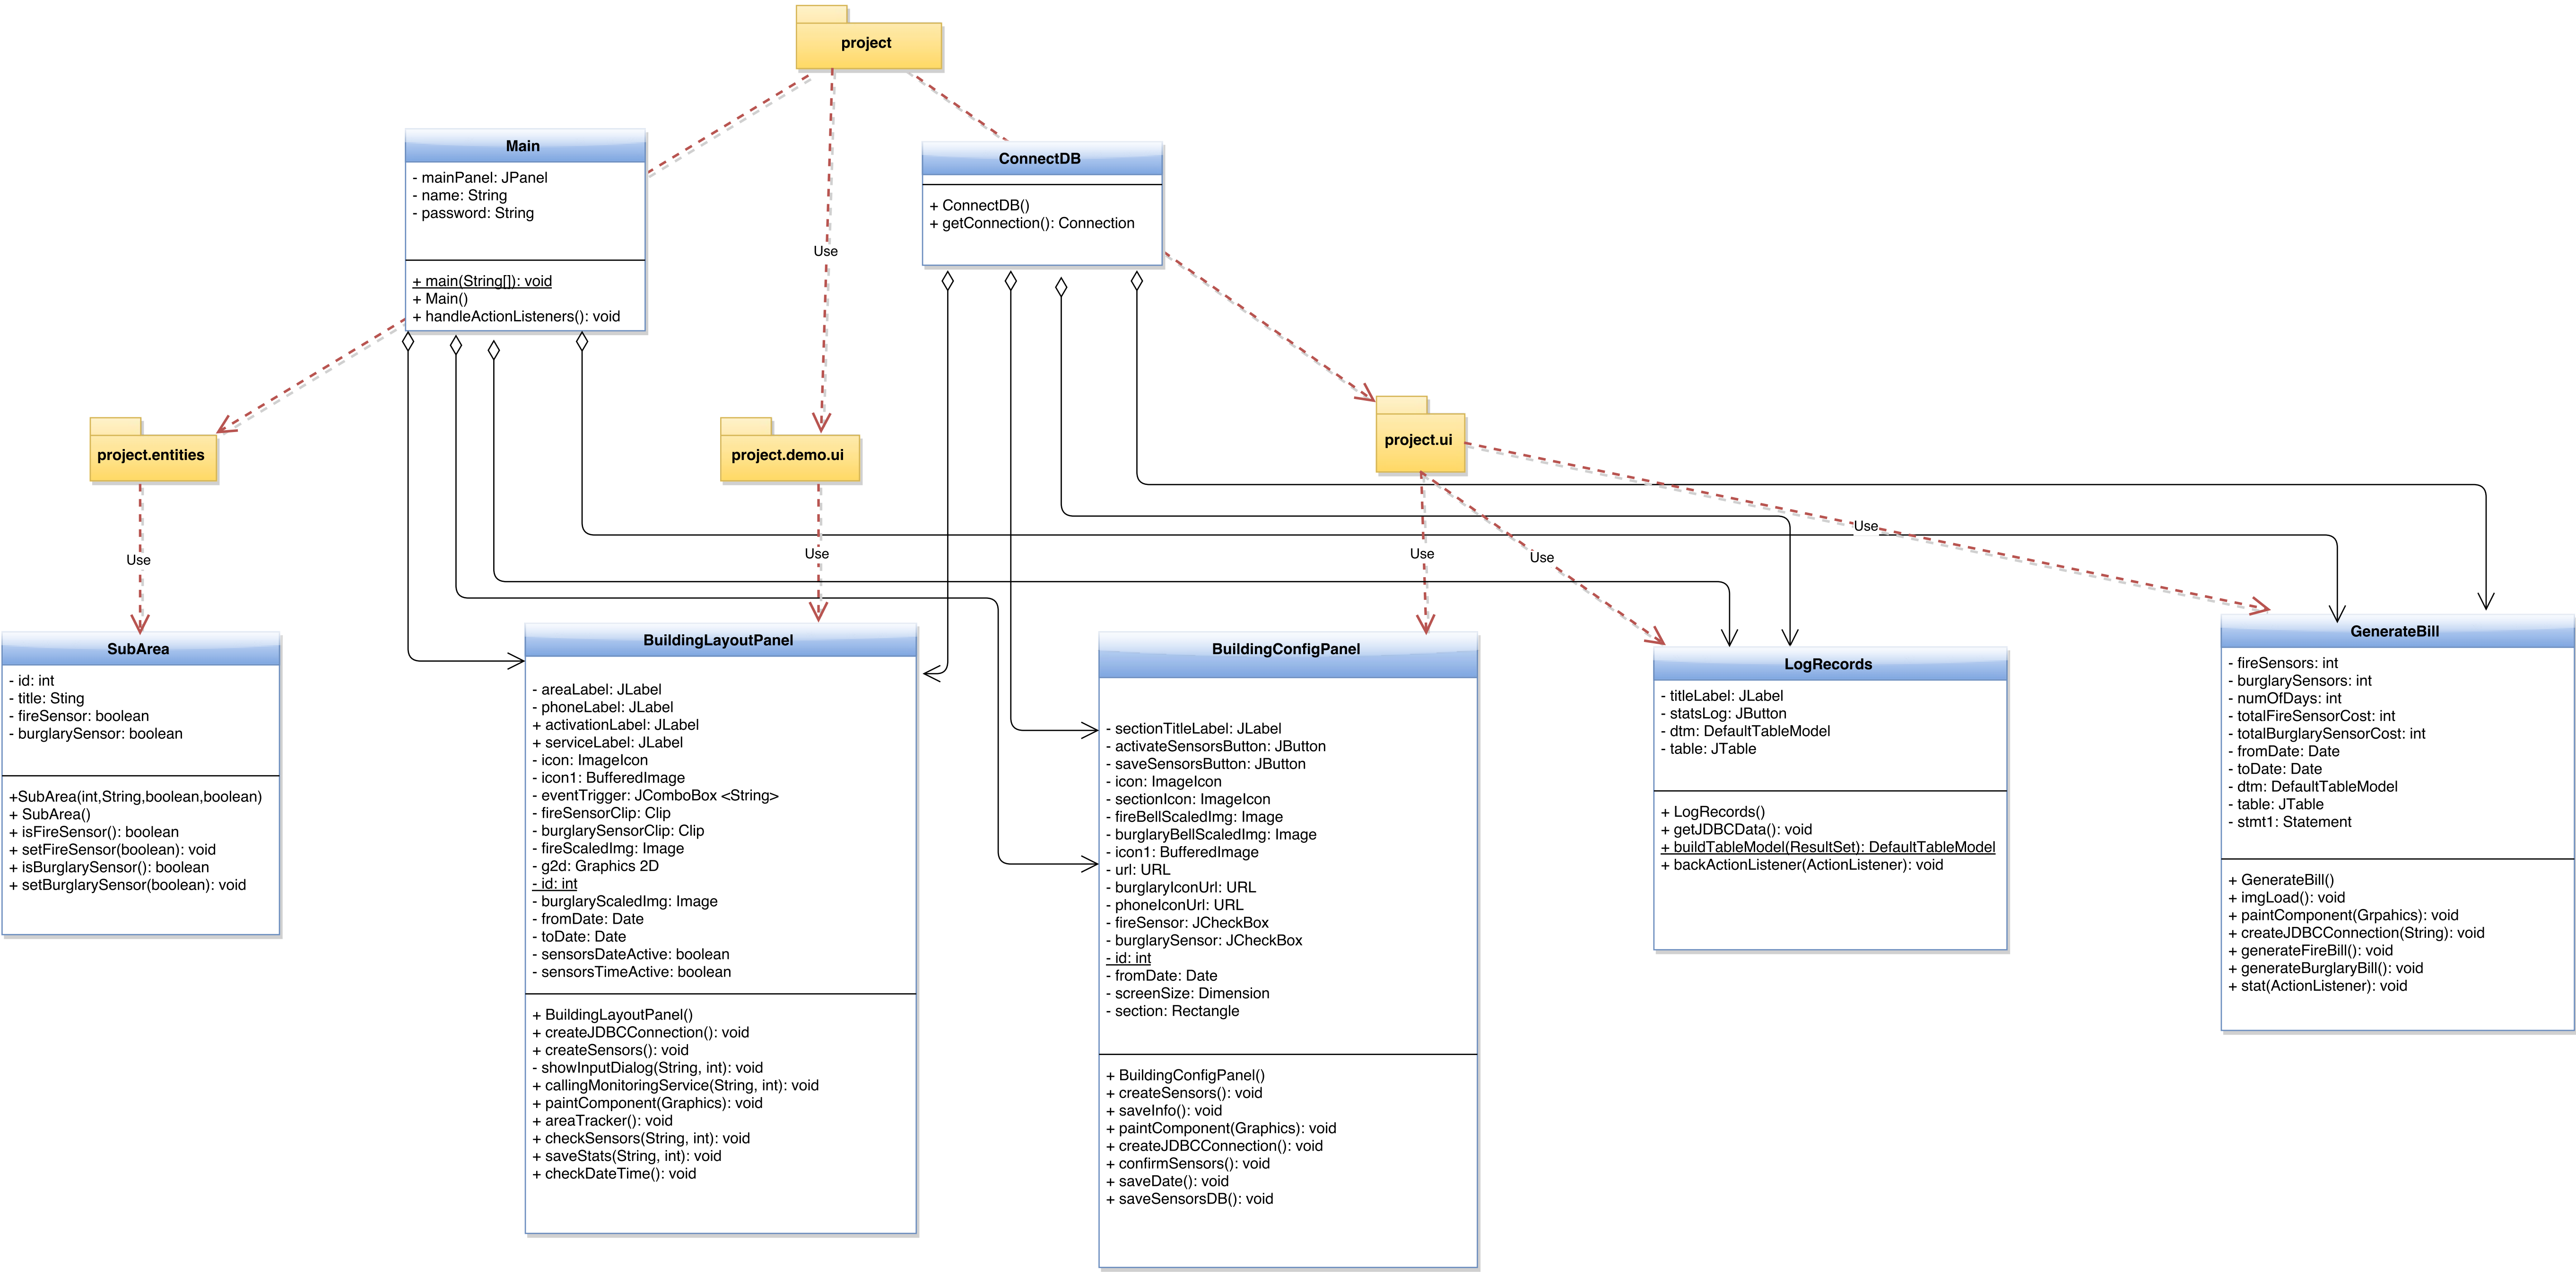 project
Main
- mainPanel: JPanel
- name: String
- password: String
+ main(String[]): void
+ Main()
+ handleActionListeners(): void
ConnectDB
+ ConnectDB()
+ getConnection(): Connection
Use
project.entities
project.demo.ui
project.ui
Use
Use
Use
Use
Use
SubArea
- id: int
- title: Sting
- fireSensor: boolean
- burglarySensor: boolean
+SubArea(int,String,boolean,boolean)
+ SubArea()
+ isFireSensor(): boolean
+ setFireSensor(boolean): void
+ isBurglarySensor(): boolean
+ setBurglarySensor(boolean): void
BuildingLayoutPanel
- areaLabel: JLabel
- phoneLabel: JLabel
+ activationLabel: JLabel
+ serviceLabel: JLabel
- icon: ImageIcon
- icon1: BufferedImage
- eventTrigger: JComboBox <String>
- fireSensorClip: Clip
- burglarySensorClip: Clip
- fireScaledImg: Image
- g2d: Graphics 2D
- id: int
- burglaryScaledImg: Image
- fromDate: Date
- toDate: Date
- sensorsDateActive: boolean
- sensorsTimeActive: boolean
+ BuildingLayoutPanel()
+ createJDBCConnection(): void
+ createSensors(): void
- showInputDialog(String, int): void
+ callingMonitoringService(String, int): void
+ paintComponent(Graphics): void
+ areaTracker(): void
+ checkSensors(String, int): void
+ saveStats(String, int): void
+ checkDateTime(): void
BuildingConfigPanel
- sectionTitleLabel: JLabel
- activateSensorsButton: JButton
- saveSensorsButton: JButton
- icon: ImageIcon
- sectionIcon: ImageIcon
- fireBellScaledImg: Image
- burglaryBellScaledImg: Image
- icon1: BufferedImage
- url: URL
- burglaryIconUrl: URL
- phoneIconUrl: URL
- fireSensor: JCheckBox
- burglarySensor: JCheckBox
- id: int
- fromDate: Date
- screenSize: Dimension
- section: Rectangle
+ BuildingConfigPanel()
+ createSensors(): void
+ saveInfo(): void
+ paintComponent(Graphics): void
+ createJDBCConnection(): void
+ confirmSensors(): void
+ saveDate(): void
+ saveSensorsDB(): void
LogRecords
- titleLabel: JLabel
- statsLog: JButton
- dtm: DefaultTableModel
- table: JTable
+ LogRecords()
+ getJDBCData(): void
+ buildTableModel(ResultSet): DefaultTableModel
+ backActionListener(ActionListener): void
GenerateBill
- fireSensors: int
- burglarySensors: int
- numOfDays: int
- totalFireSensorCost: int
- totalBurglarySensorCost: int
- fromDate: Date
- toDate: Date
- dtm: DefaultTableModel
- table: JTable
- stmt1: Statement
+ GenerateBill()
+ imgLoad(): void
+ paintComponent(Grpahics): void
+ createJDBCConnection(String): void
+ generateFireBill(): void
+ generateBurglaryBill(): void
+ stat(ActionListener): void